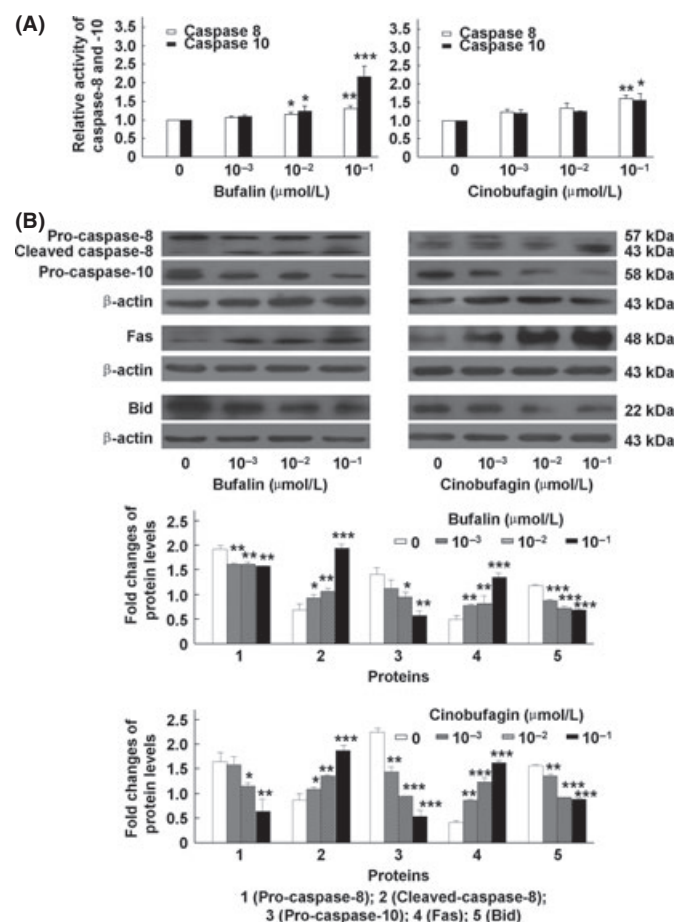 (A)
Relative activity of
caspase-8 and -10
3.5
3.0
2.5
2.0
1.5
1.0
0.5
0
Caspase 8
Caspase 10
* * ** ***
0 10⁻³ 10⁻² 10⁻¹
Bufalin (μmol/L)
3.5
3.0
2.5
2.0
1.5
1.0
0.5
0
Caspase 8
Caspase 10
** *
0 10⁻³ 10⁻² 10⁻¹
Cinobufagin (μmol/L)
(B)
Pro-caspase-8 57 kDa
Cleaved caspase-8 43 kDa
Pro-caspase-10 58 kDa
β-actin 43 kDa
Fas 48 kDa
β-actin 43 kDa
Bid 22 kDa
β-actin 43 kDa
0 10⁻³ 10⁻² 10⁻¹ 0 10⁻³ 10⁻² 10⁻¹
Bufalin (μmol/L) Cinobufagin (μmol/L)
Fold changes of
protein levels
2.5
2.0
1.5
1.0
0.5
0
Bufalin (μmol/L)
0 10⁻³ 10⁻² 10⁻¹
** ** ** * ** *** * ** ** ** *** *** *** ***
1 2 3 4 5
Proteins
Fold changes of
protein levels
2.5
2.0
1.5
1.0
0.5
0
Cinobufagin (μmol/L)
0 10⁻³ 10⁻² 10⁻¹
* ** * ** *** ** *** *** ** *** *** ** *** ***
1 2 3 4 5
Proteins
1 (Pro-caspase-8); 2 (Cleaved-caspase-8);
3 (Pro-caspase-10); 4 (Fas); 5 (Bid)